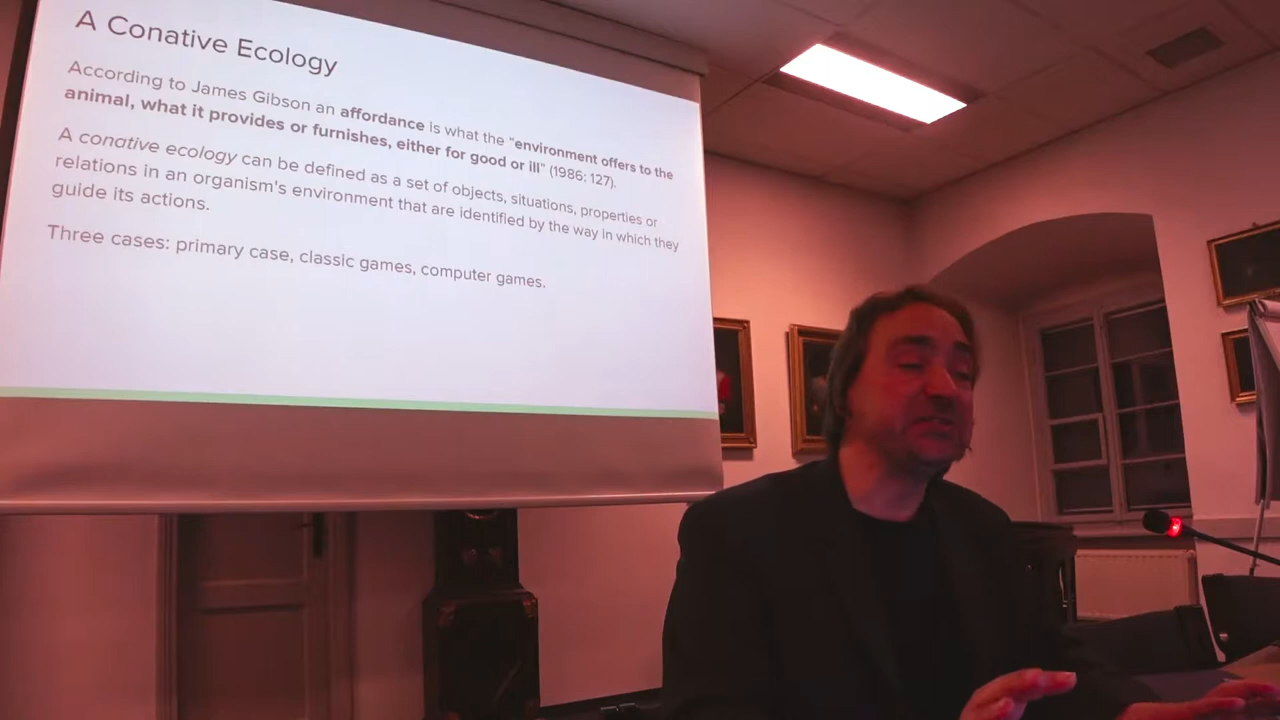 A Conative Ecology
According to James Gibson an affordance is what the "environment offers to the
animal, what it provides or furnishes, either for good or ill" (1986: 127).
A conative ecology can be defined as a set of objects, situations, properties or
relations in an organism's environment that are identified by the way in which they
guide its actions.
Three cases: primary case, classic games, computer games.